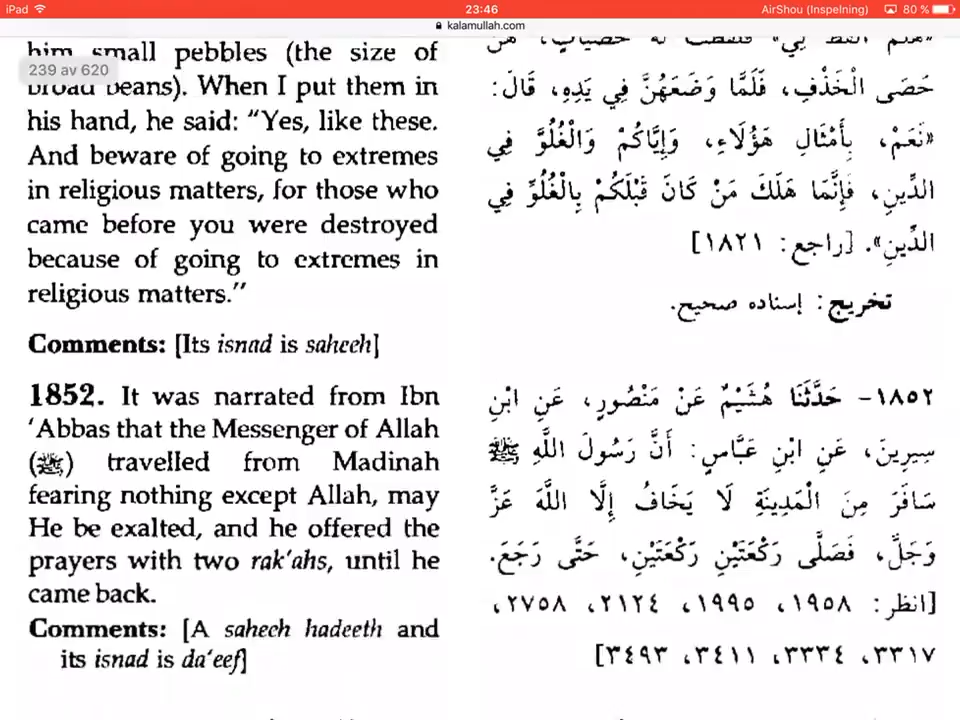 iPad
23:46
AirShou (Inspelning)
80 %
kalamullah.com
239 av 620
him small pebbles (the size of
broad beans). When I put them in
his hand, he said: “Yes, like these.
And beware of going to extremes
in religious matters, for those who
came before you were destroyed
because of going to extremes in
religious matters.”
Comments: [Its isnad is saheeh]
1852. It was narrated from Ibn
‘Abbas that the Messenger of Allah
(ﷺ) travelled from Madinah
fearing nothing except Allah, may
He be exalted, and he offered the
prayers with two rak‘ahs, until he
came back.
Comments: [A saheeh hadeeth and
its isnad is da‘eef]
حَصَى الْخَذْفِ، فَلَمَّا وَضَعَهُنَّ فِي يَدِهِ، قَالَ:
«نَعَمْ، بِأَمْثَالِ هَؤُلَاءِ، وَإِيَّاكُمْ وَالْغُلُوَّ فِي
الدِّينِ، فَإِنَّمَا هَلَكَ مَنْ كَانَ قَبْلَكُمْ بِالْغُلُوِّ فِي
الدِّينِ». [راجع: ١٨٢١]
تخريج: إسناده صحيح.
١٨٥٢- حَدَّثَنَا هُشَيْمٌ عَنْ مَنْصُورٍ، عَنِ ابْنِ
سِيرِينَ، عَنِ ابْنِ عَبَّاسٍ: أَنَّ رَسُولَ اللَّهِ ﷺ
سَافَرَ مِنَ الْمَدِينَةِ لَا يَخَافُ إِلَّا اللَّهَ عَزَّ
وَجَلَّ، فَصَلَّى رَكْعَتَيْنِ رَكْعَتَيْنِ، حَتَّى رَجَعَ.
[انظر: ١٩٥٨، ١٩٩٥، ٢١٢٤، ٢٧٥٨،
٣٣١٧، ٣٣٣٤، ٣٤١١، ٣٤٩٣]